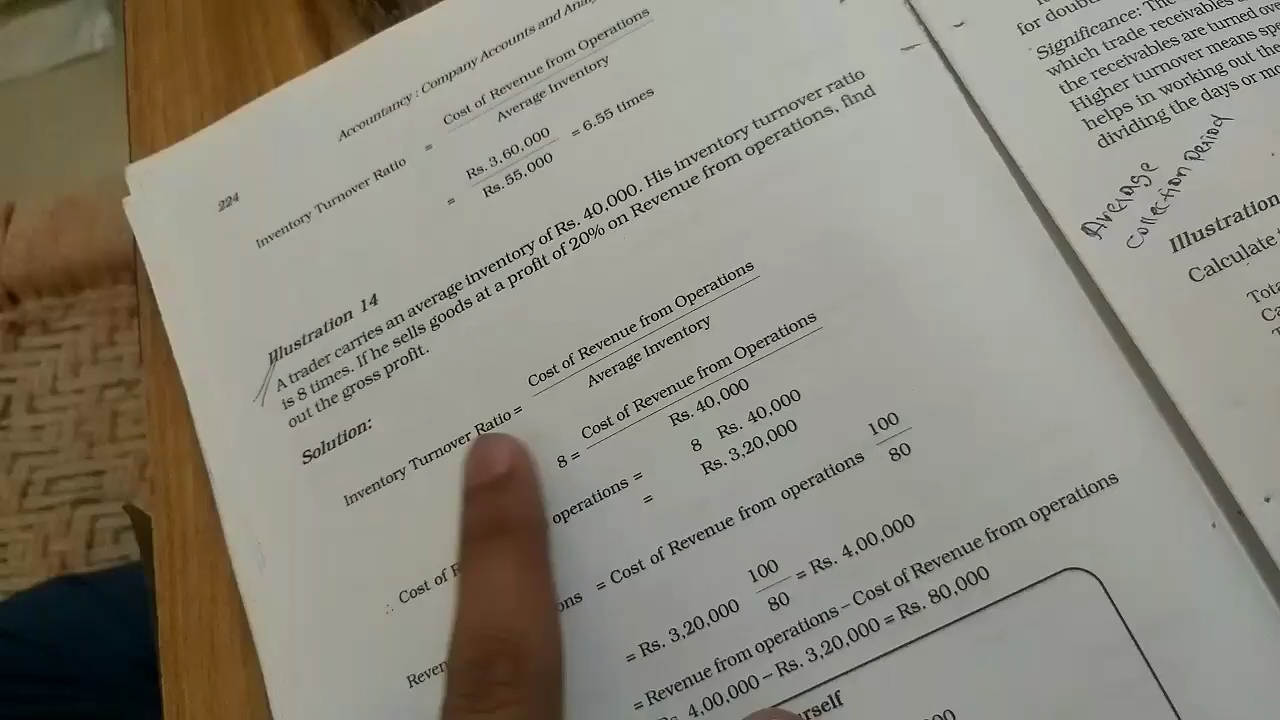 Accountancy : Company Accounts and
224
Inventory Turnover Ratio = Cost of Revenue from Operations
Average Inventory
= Rs. 3,60,000
Rs. 55,000
= 6.55 times
Illustration 14
A trader carries an average inventory of Rs. 40,000. His inventory turnover ratio
is 8 times. If he sells goods at a profit of 20% on Revenue from operations, find
out the gross profit.
Solution:
Inventory Turnover Ratio = Cost of Revenue from Operations
Average Inventory
8 = Cost of Revenue from Operations
Rs. 40,000
∴ Cost of operations = 8 Rs. 40,000
= Rs. 3,20,000
= Cost of Revenue from operations 100
80
= Rs. 3,20,000 100
80
= Rs. 4,00,000
= Revenue from operations – Cost of Revenue from operations
4,00,000 – Rs. 3,20,000 = Rs. 80,000
for
Significance:
which trade receivables
the receivables are turned
Higher turnover means
helps in working out the
dividing the days or
Average
Collection Period
Illustration
Calculate